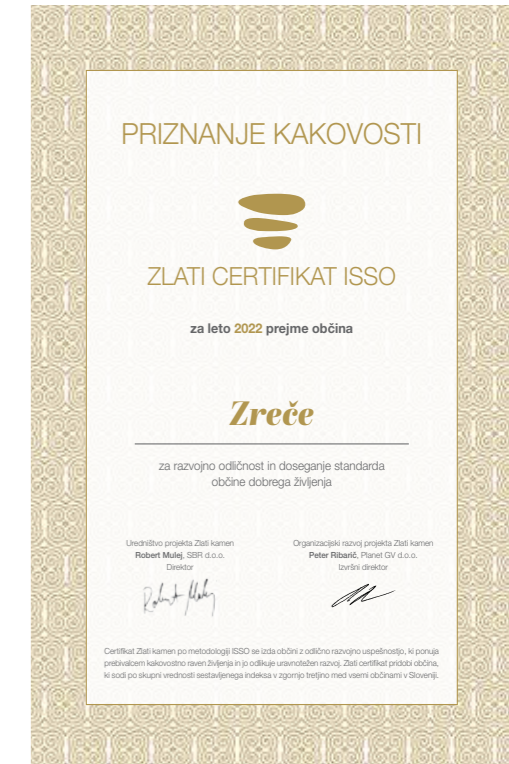 PRIZNANJE KAKOVOSTI
ZLATI CERTIFIKAT ISSO
za leto 2022 prejme občina
Zreče
za razvojno odličnost in doseganje standarda
občine dobrega življenja
Uredništvo projekta Zlati kamen
Robert Mulej, SBR d.o.o.
Direktor
Organizacijski razvoj projekta Zlati kamen
Peter Ribarič, Planet GV d.o.o.
Izvršni direktor
Certifikat Zlati kamen po metodologiji ISSO se izda občini z odlično razvojno uspešnostjo, ki ponuja
prebivalcem kakovostno raven življenja in jo odlikuje uravnotežen razvoj. Zlati certifikat pridobi občina,
ki sodi po skupni vrednosti sestavljenega indeksa v zgornjo tretjino med vsemi občinami v Sloveniji.